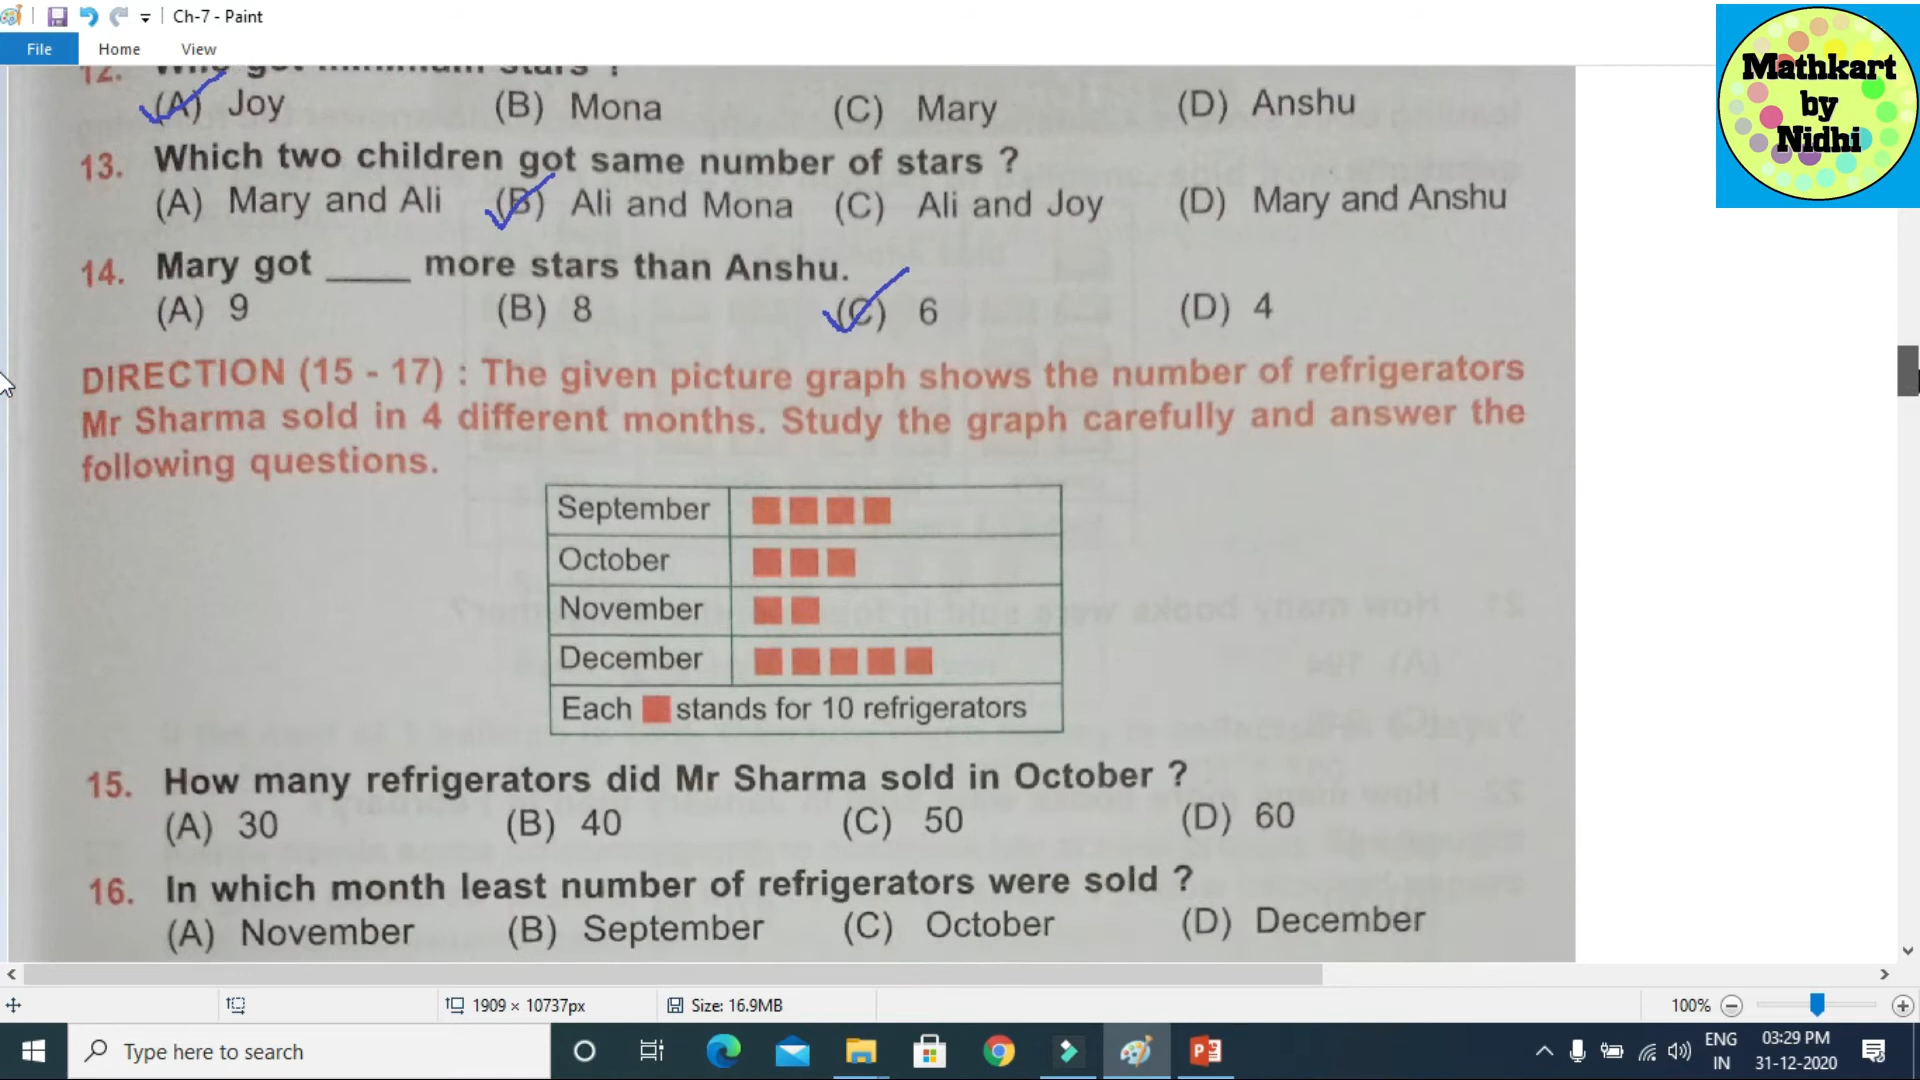 Ch-7 - Paint
File Home View
Mathkart
by
Nidhi
12. Who got minimum stars ?
(A) Joy (B) Mona (C) Mary (D) Anshu
13. Which two children got same number of stars ?
(A) Mary and Ali (B) Ali and Mona (C) Ali and Joy (D) Mary and Anshu
14. Mary got ____ more stars than Anshu.
(A) 9 (B) 8 (C) 6 (D) 4
DIRECTION (15 - 17) : The given picture graph shows the number of refrigerators
Mr Sharma sold in 4 different months. Study the graph carefully and answer the
following questions.
September
October
November
December
Each stands for 10 refrigerators
15. How many refrigerators did Mr Sharma sold in October ?
(A) 30 (B) 40 (C) 50 (D) 60
16. In which month least number of refrigerators were sold ?
(A) November (B) September (C) October (D) December
1909 × 10737px Size: 16.9MB 100%
Type here to search
ENG 03:29 PM
IN 31-12-2020